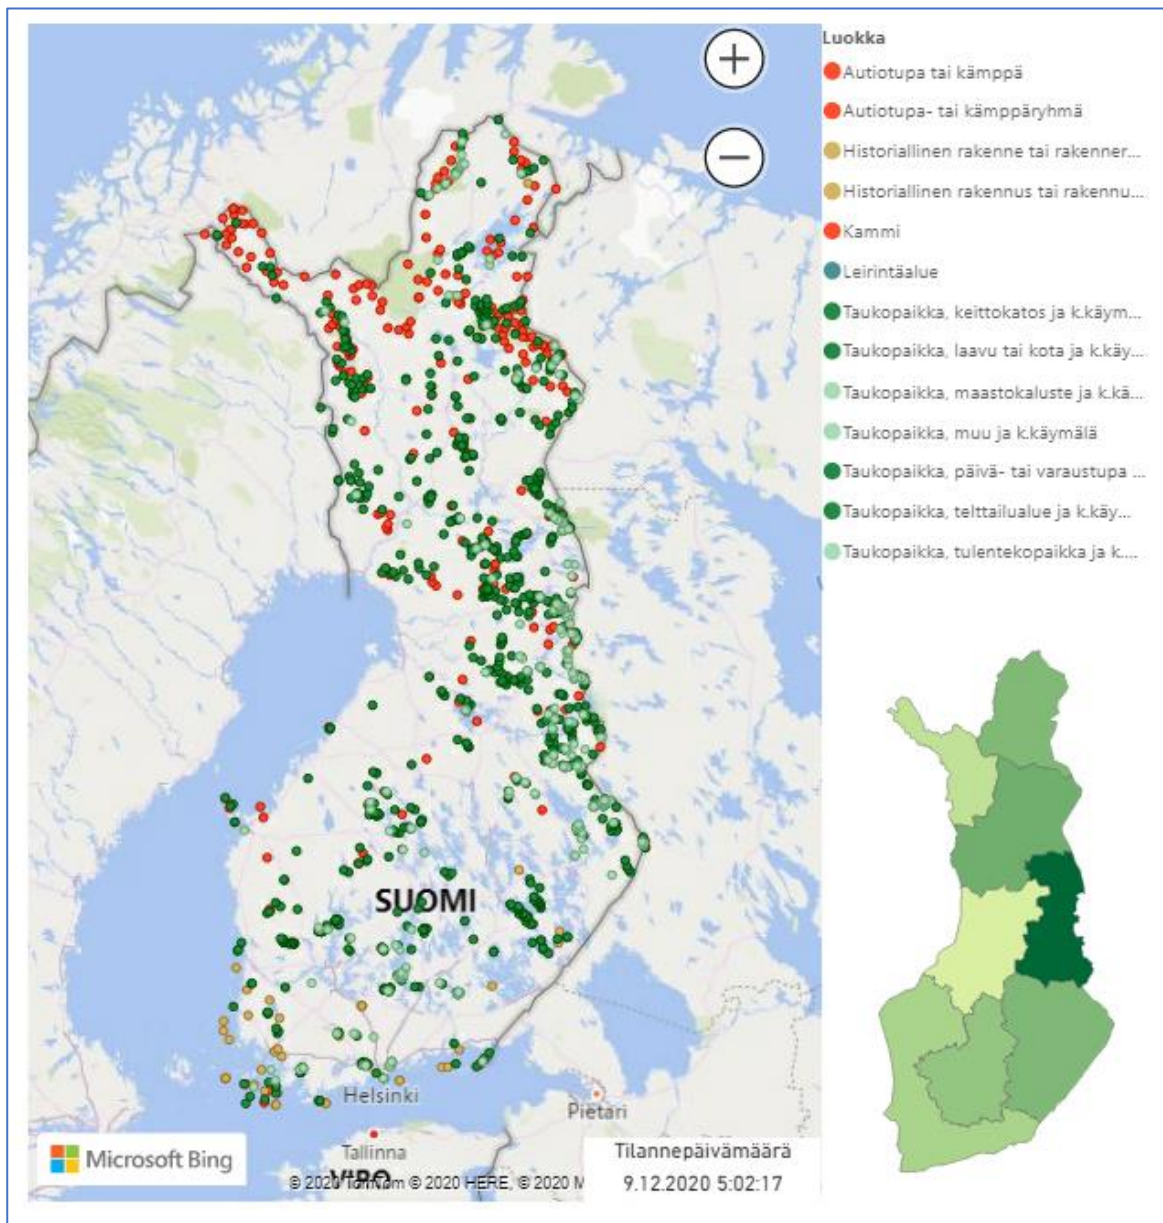 Luokka
Autiotupa tai kämppä
Autiotupa- tai kämppäryhmä
Historiallinen rakenne tai rakenner...
Historiallinen rakennus tai rakennu...
Kammi
Leirintäalue
Taukopaikka, keittokatos ja k.käym...
Taukopaikka, laavu tai kota ja k.käy...
Taukopaikka, maastokaluste ja k.kä...
Taukopaikka, muu ja k.käymälä
Taukopaikka, päivä- tai varaustupa ...
Taukopaikka, telttailualue ja k.käy...
Taukopaikka, tulentekopaikka ja k....
SUOMI
Helsinki
Pietari
Tallinna
VIRO
Microsoft Bing
© 2020 TomTom © 2020 HERE, © 2020 M
Tilannepäivämäärä
9.12.2020 5:02:17